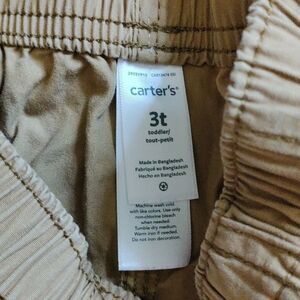 carter's®
3t
toddler/
tout-petit
Made in Bangladesh
Fabriqué au Bangladesh
Hecho en Bangladesh
Machine wash cold
with like colors. Use only
non-chlorine bleach
when needed.
Tumble dry medium.
Warm iron if needed.
Do not iron decoration.